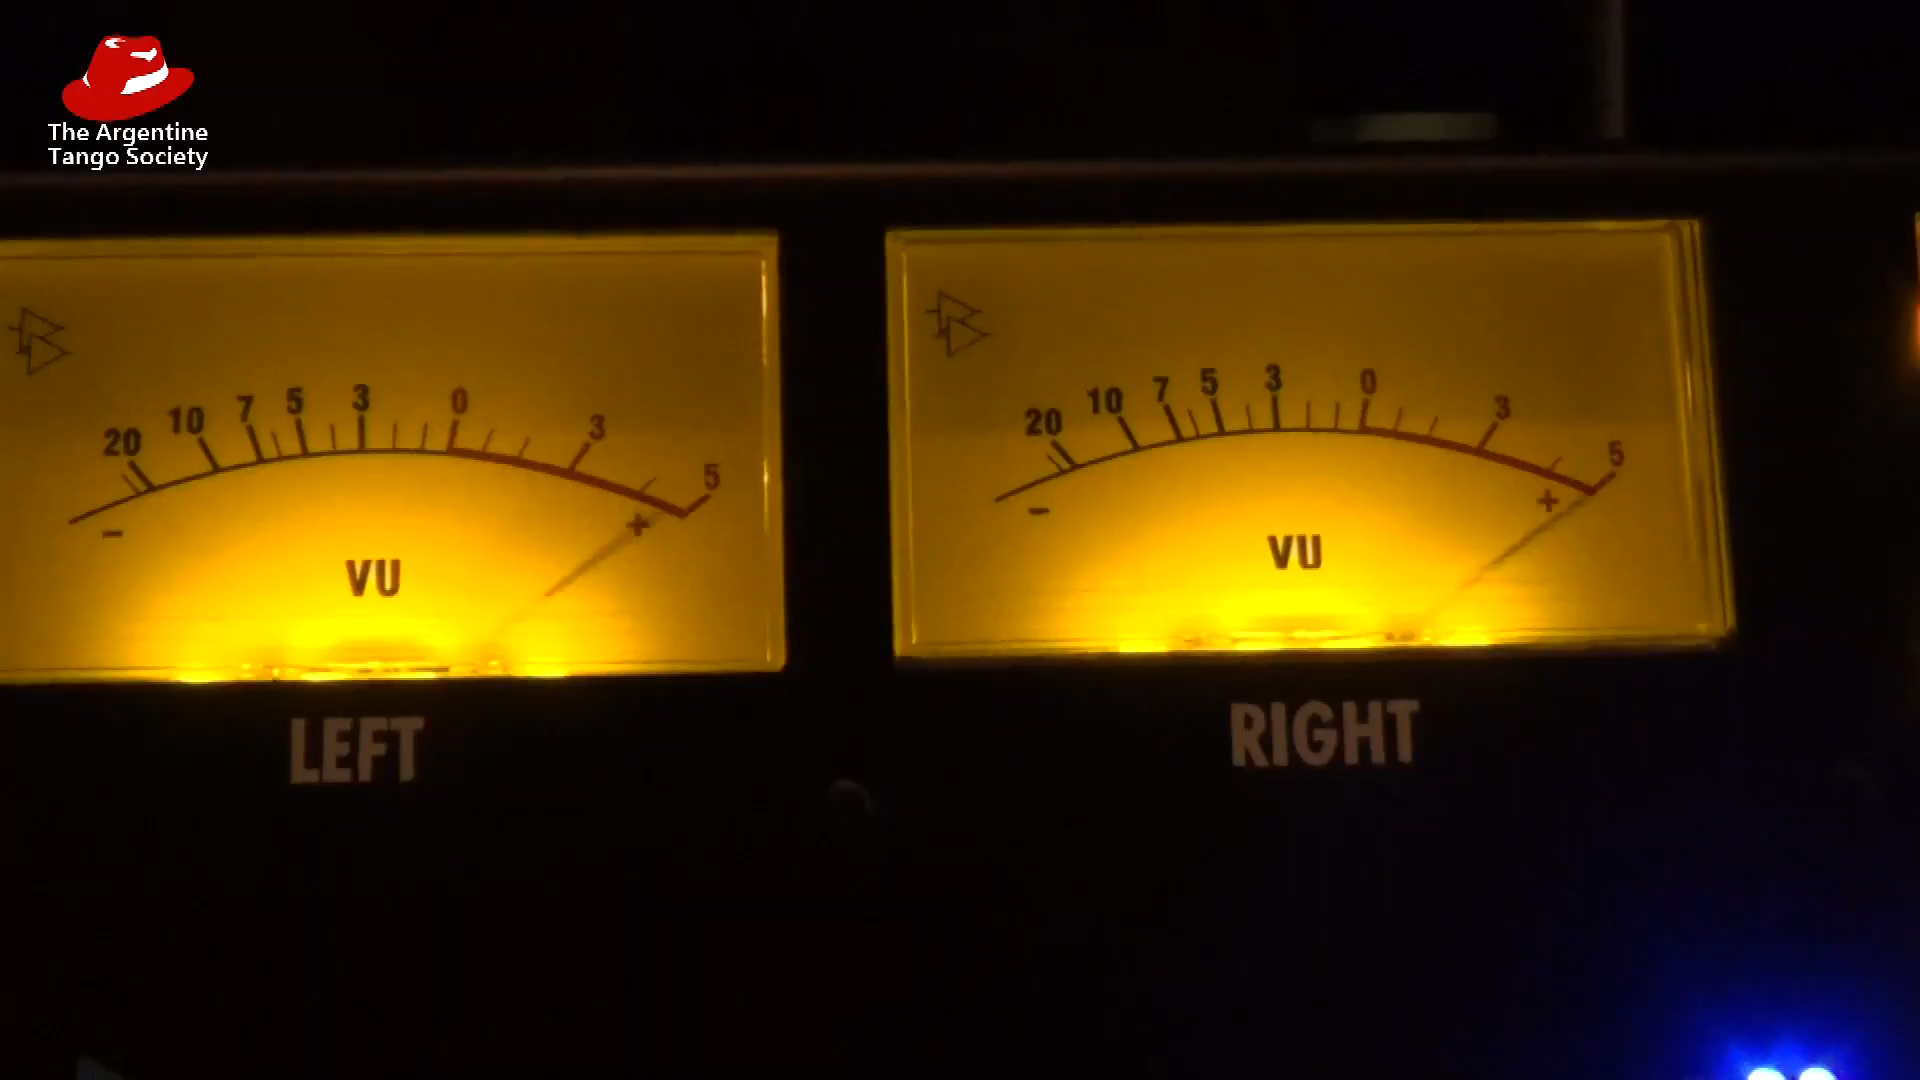 The Argentine
Tango Society
20 10 7 5 3 0 3 5
- +
VU
LEFT
20 10 7 5 3 0 3 5
- +
VU
RIGHT